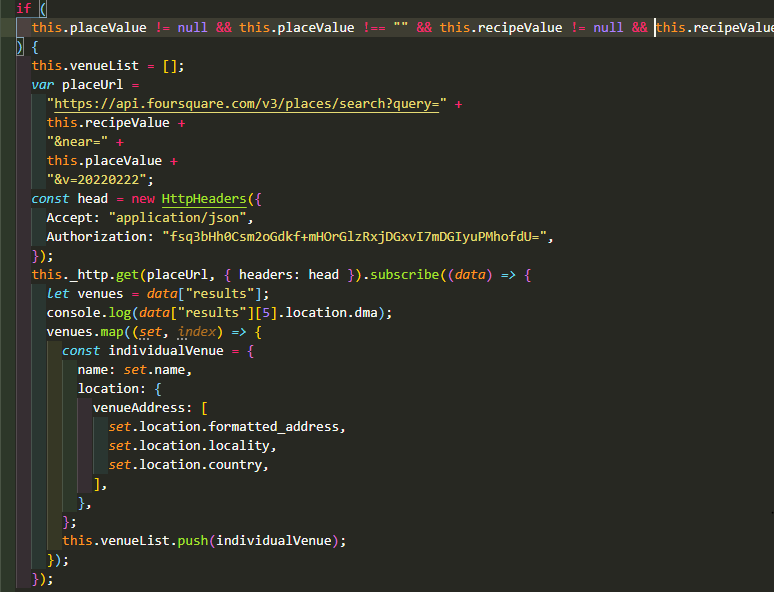 if (
this.placeValue != null && this.placeValue !== "" && this.recipeValue != null && this.recipeValue
) {
this.venueList = [];
var placeUrl =
"https://api.foursquare.com/v3/places/search?query=" +
this.recipeValue +
"&near=" +
this.placeValue +
"&v=20220222";
const head = new HttpHeaders({
Accept: "application/json",
Authorization: "fsq3bHh0Csm2oGdkf+mHOrGlzRxjDGxvI7mDGIyuPMhofdU=",
});
this._http.get(placeUrl, { headers: head }).subscribe((data) => {
let venues = data["results"];
console.log(data["results"][5].location.dma);
venues.map((set, index) => {
const individualVenue = {
name: set.name,
location: {
venueAddress: [
set.location.formatted_address,
set.location.locality,
set.location.country,
],
},
};
this.venueList.push(individualVenue);
});
});